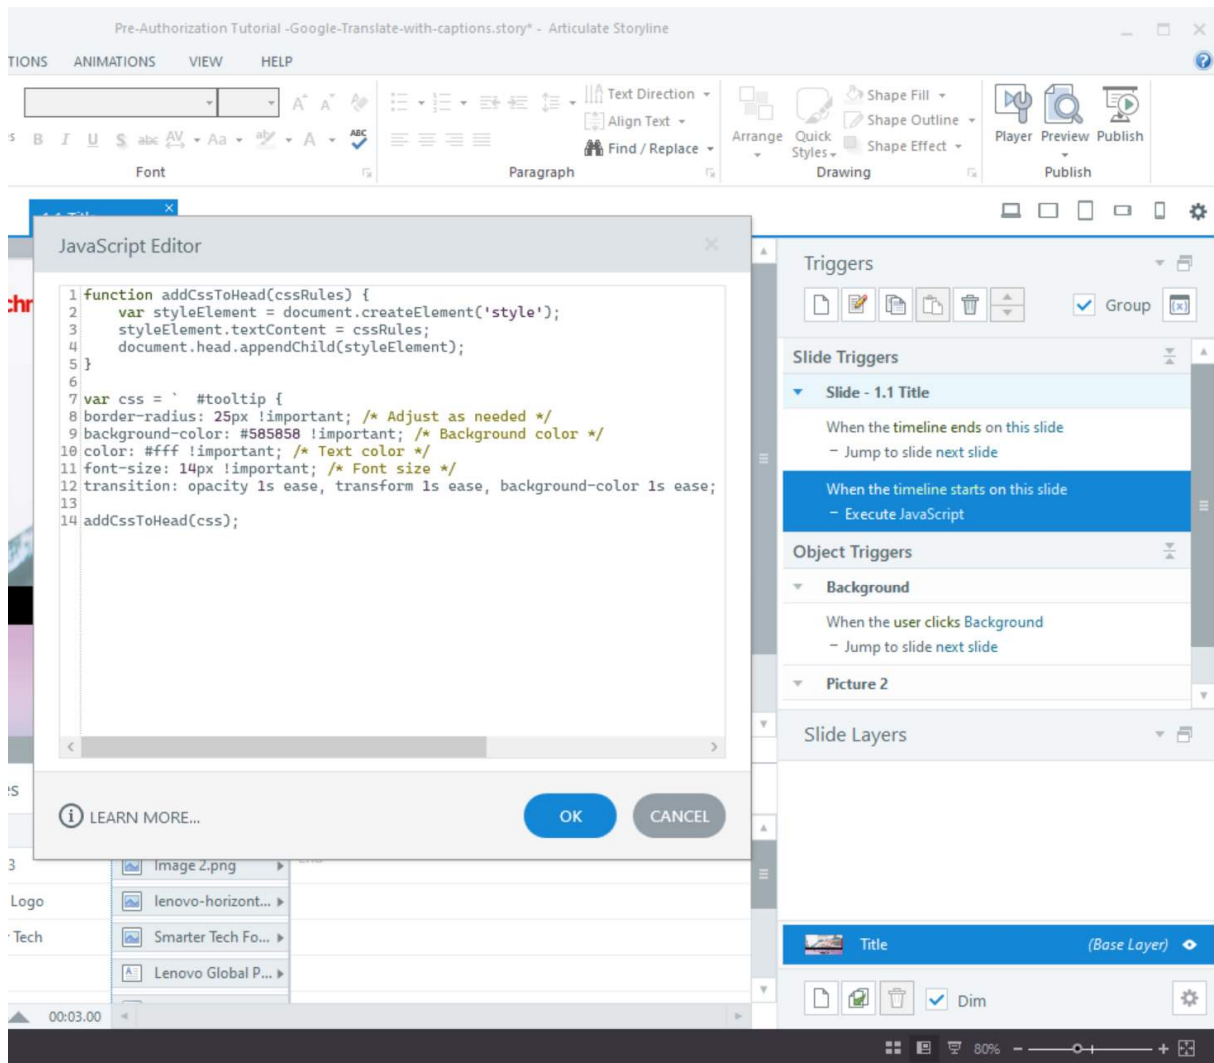 Pre-Authorization Tutorial -Google-Translate-with-captions.story* - Articulate Storyline
TIONS ANIMATIONS VIEW HELP
Text Direction
Align Text
Find / Replace
Arrange
Quick Styles
Shape Fill
Shape Outline
Shape Effect
Player Preview Publish
B I U S abc AV Aa aby A ABC
Font Paragraph Drawing Publish
JavaScript Editor
1 function addCssToHead(cssRules) {
2 var styleElement = document.createElement('style');
3 styleElement.textContent = cssRules;
4 document.head.appendChild(styleElement);
5 }
6
7 var css = ` #tooltip {
8 border-radius: 25px !important; /* Adjust as needed */
9 background-color: #585858 !important; /* Background color */
10 color: #fff !important; /* Text color */
11 font-size: 14px !important; /* Font size */
12 transition: opacity 1s ease, transform 1s ease, background-color 1s ease;
13
14 addCssToHead(css);
LEARN MORE...
OK
CANCEL
chr
Triggers
Group
(x)
Slide Triggers
Slide - 1.1 Title
When the timeline ends on this slide
– Jump to slide next slide
When the timeline starts on this slide
– Execute JavaScript
Object Triggers
Background
When the user clicks Background
– Jump to slide next slide
Picture 2
Slide Layers
Title (Base Layer)
Dim
es
3 Image 2.png
Logo lenovo-horizont...
Tech Smarter Tech Fo...
Lenovo Global P...
00:03.00
80%